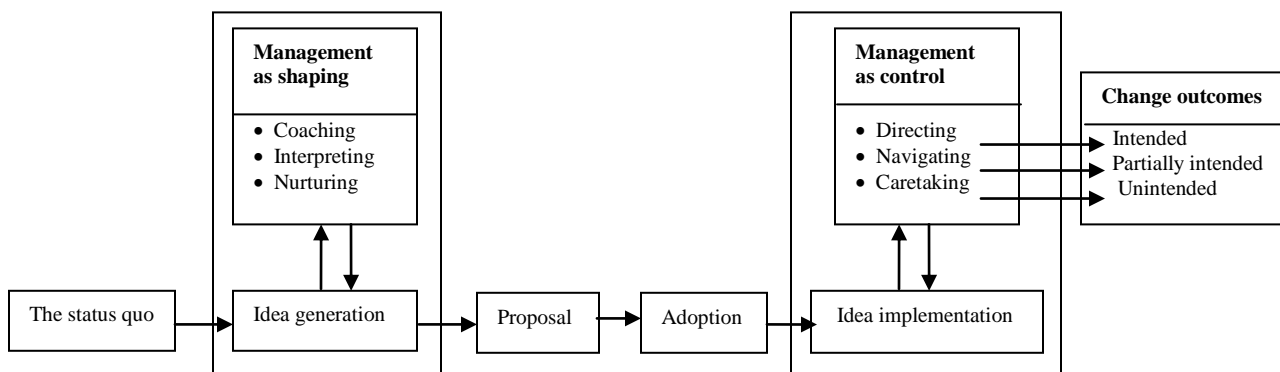 Management
as shaping
• Coaching
• Interpreting
• Nurturing
Management
as control
• Directing
• Navigating
• Caretaking
Change outcomes
Intended
Partially intended
Unintended
The status quo
Idea generation
Proposal
Adoption
Idea implementation